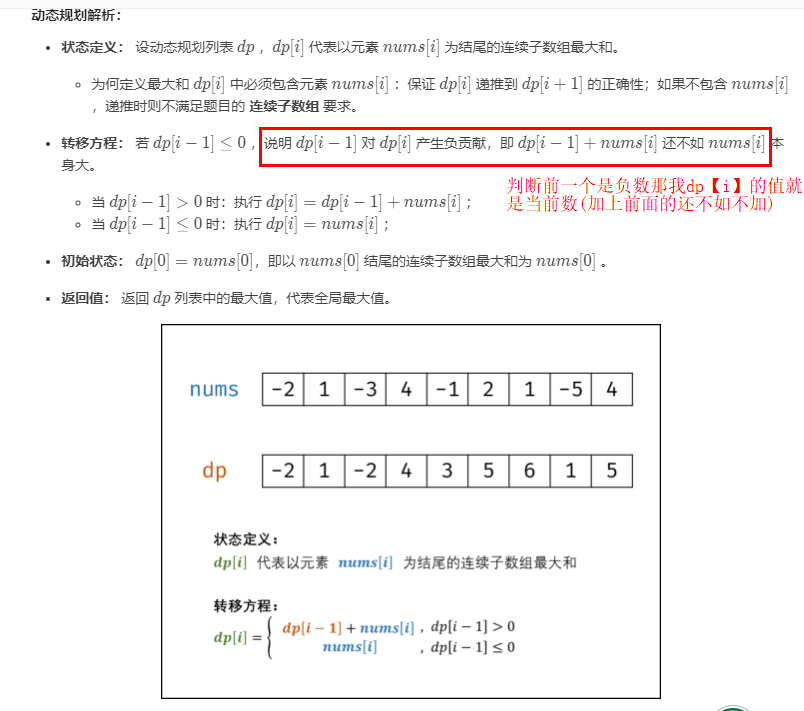 动态规划解析：
• 状态定义： 设动态规划列表 dp ，dp[i] 代表以元素 nums[i] 为结尾的连续子数组最大和。
◦ 为何定义最大和 dp[i] 中必须包含元素 nums[i] ：保证 dp[i] 递推到 dp[i+1] 的正确性；如果不包含 nums[i]
，递推时则不满足题目的 连续子数组 要求。
• 转移方程： 若 dp[i−1] ≤ 0 ，说明 dp[i−1] 对 dp[i] 产生负贡献，即 dp[i−1] + nums[i] 还不如 nums[i] 本
身大。
判断前一个是负数那我dp【i】的值就
是当前数(加上前面的还不如不加)
◦ 当 dp[i−1] > 0 时：执行 dp[i] = dp[i−1] + nums[i] ；
◦ 当 dp[i−1] ≤ 0 时：执行 dp[i] = nums[i] ；
• 初始状态： dp[0] = nums[0]，即以 nums[0] 结尾的连续子数组最大和为 nums[0] 。
• 返回值： 返回 dp 列表中的最大值，代表全局最大值。
nums -2 1 -3 4 -1 2 1 -5 4
dp -2 1 -2 4 3 5 6 1 5
状态定义：
dp[i] 代表以元素 nums[i] 为结尾的连续子数组最大和
转移方程：
dp[i] = { dp[i − 1] + nums[i] , dp[i − 1] > 0
nums[i] , dp[i − 1] ≤ 0